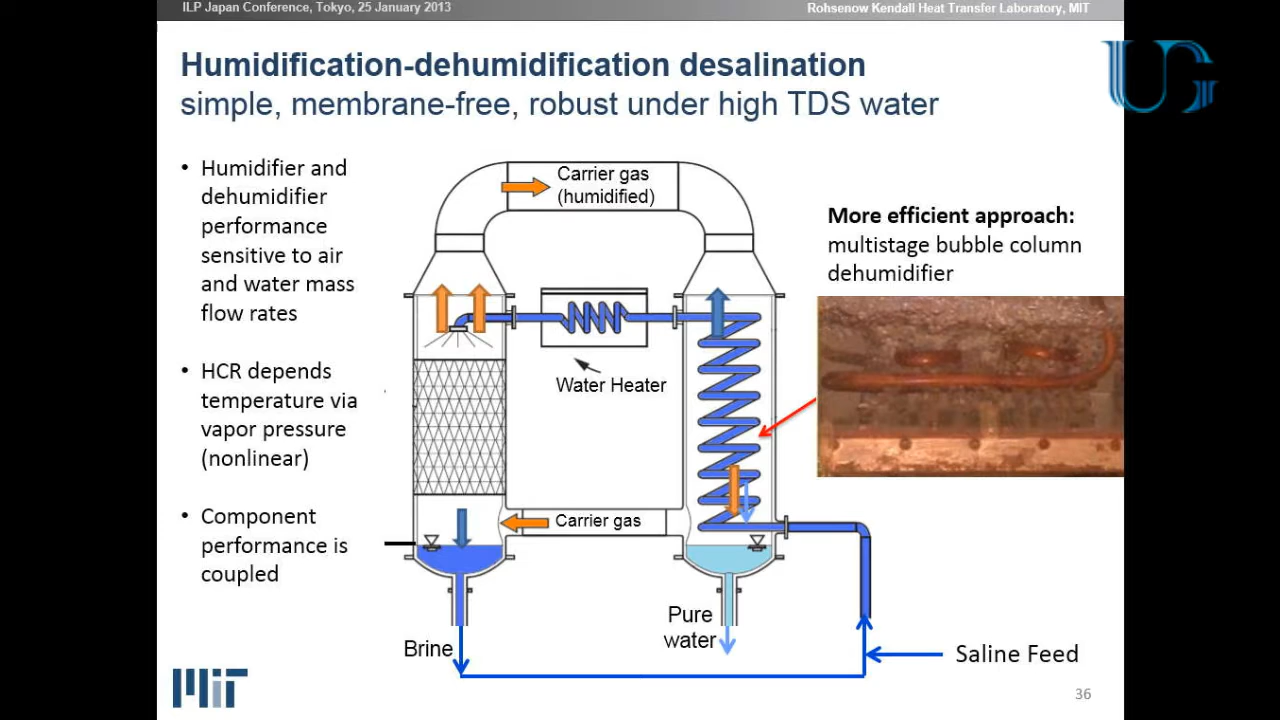 ILP Japan Conference, Tokyo, 25 January 2013
Rohsenow Kendall Heat Transfer Laboratory, MIT
Humidification-dehumidification desalination
simple, membrane-free, robust under high TDS water
UG
• Humidifier and
dehumidifier
performance
sensitive to air
and water mass
flow rates
• HCR depends
temperature via
vapor pressure
(nonlinear)
• Component
performance is
coupled
Carrier gas
(humidified)
Water Heater
Carrier gas
Pure
water
Brine
Saline Feed
More efficient approach:
multistage bubble column
dehumidifier
MIT
36